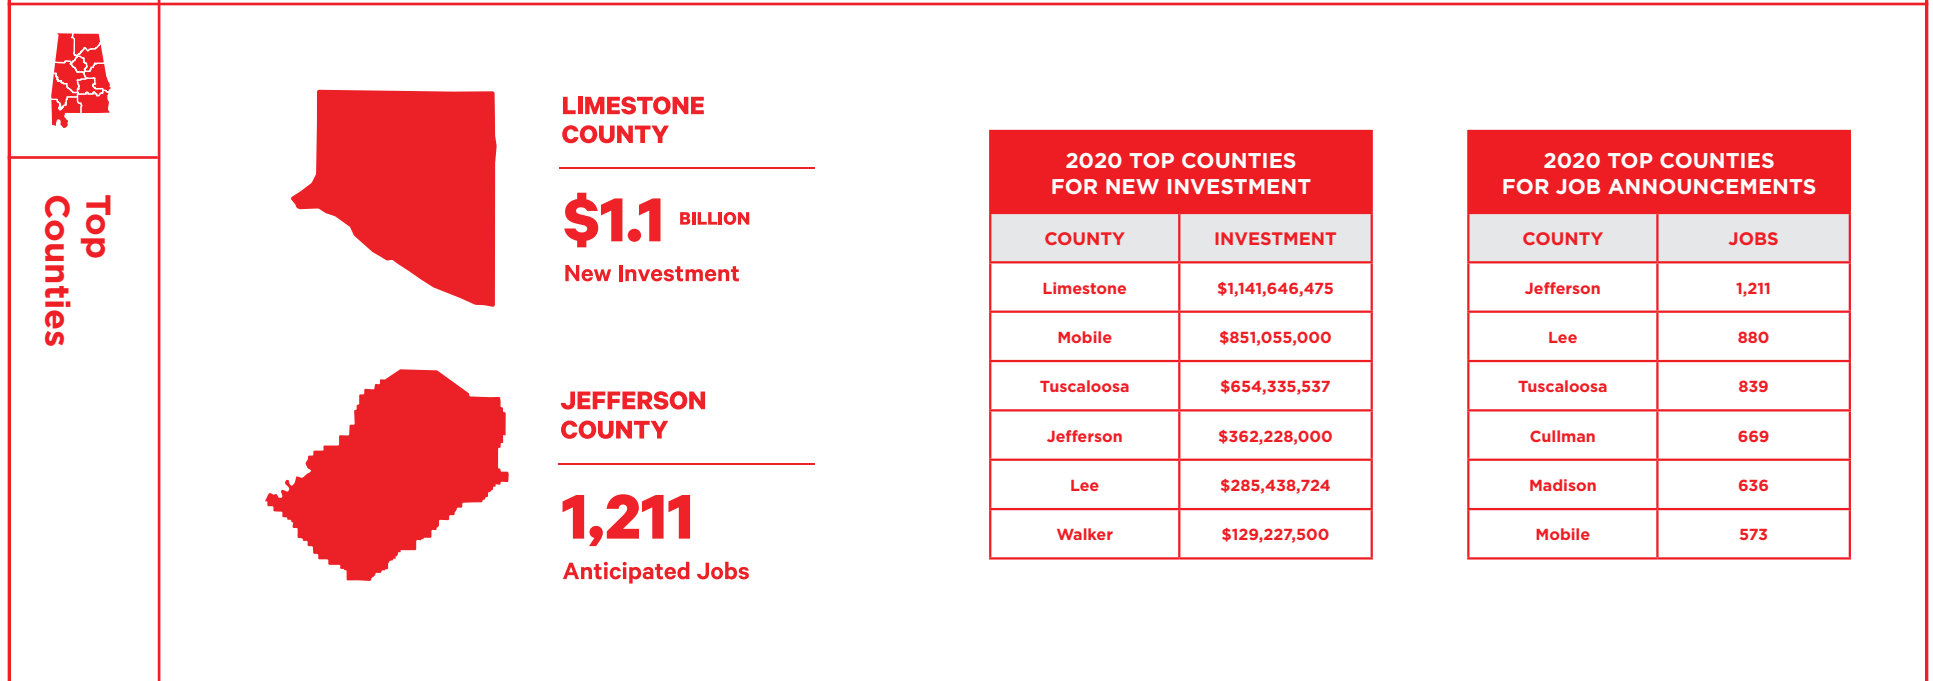 Top
Counties
LIMESTONE
COUNTY
$1.1 BILLION
New Investment
JEFFERSON
COUNTY
1,211
Anticipated Jobs
2020 TOP COUNTIES
FOR NEW INVESTMENT
COUNTY INVESTMENT
Limestone $1,141,646,475
Mobile $851,055,000
Tuscaloosa $654,335,537
Jefferson $362,228,000
Lee $285,438,724
Walker $129,227,500
2020 TOP COUNTIES
FOR JOB ANNOUNCEMENTS
COUNTY JOBS
Jefferson 1,211
Lee 880
Tuscaloosa 839
Cullman 669
Madison 636
Mobile 573